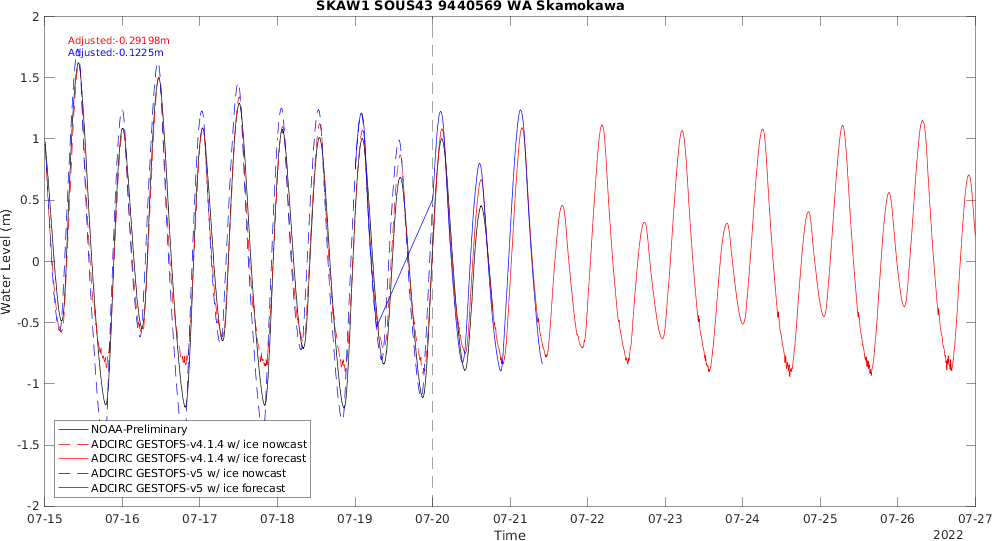 SKAW1 SOUS43 9440569 WA Skamokawa
2
1.5
1
0.5
0
-0.5
-1
-1.5
-2
Water Level (m)
Adjusted:-0.29198m
Adjusted:-0.1225m
NOAA-Preliminary
ADCIRC GESTOFS-v4.1.4 w/ ice nowcast
ADCIRC GESTOFS-v4.1.4 w/ ice forecast
ADCIRC GESTOFS-v5 w/ ice nowcast
ADCIRC GESTOFS-v5 w/ ice forecast
07-15 07-16 07-17 07-18 07-19 07-20 07-21 07-22 07-23 07-24 07-25 07-26 07-27
Time
2022